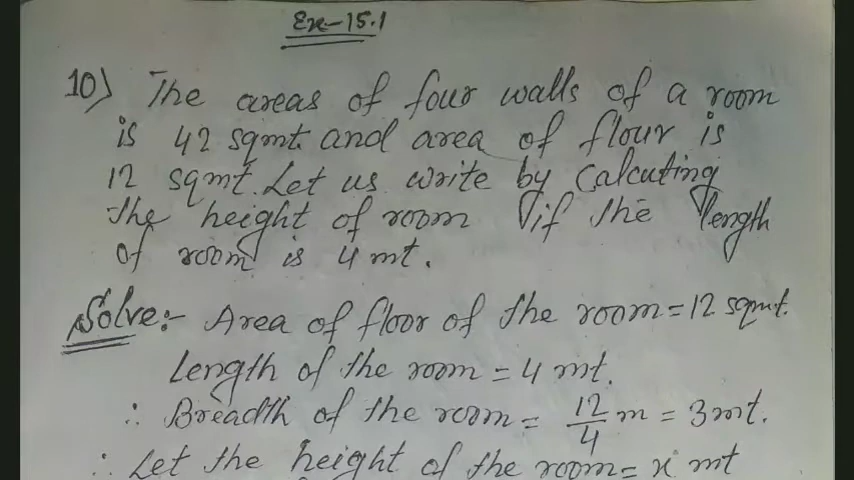 Ex-15.1
10) The areas of four walls of a room
is 42 sqmt. and area of flour is
12 sqmt. Let us write by Calcuting
the height of room if the length
of room is 4 mt.
Solve:- Area of floor of the room = 12 sqmt.
Length of the room = 4 mt.
∴ Breadth of the room = 12/4 m = 3mt.
∴ Let the height of the room = x mt